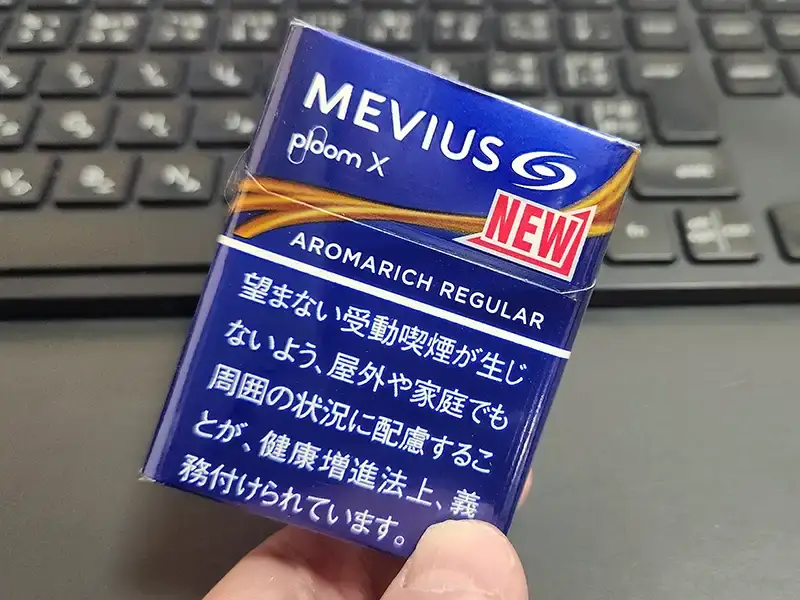 MEVIUS
ploom X
NEW
AROMARICH REGULAR
望まない受動喫煙が生じ
ないよう、屋外や家庭でも
周囲の状況に配慮するこ
とが、健康増進法上、義
務付けられています。